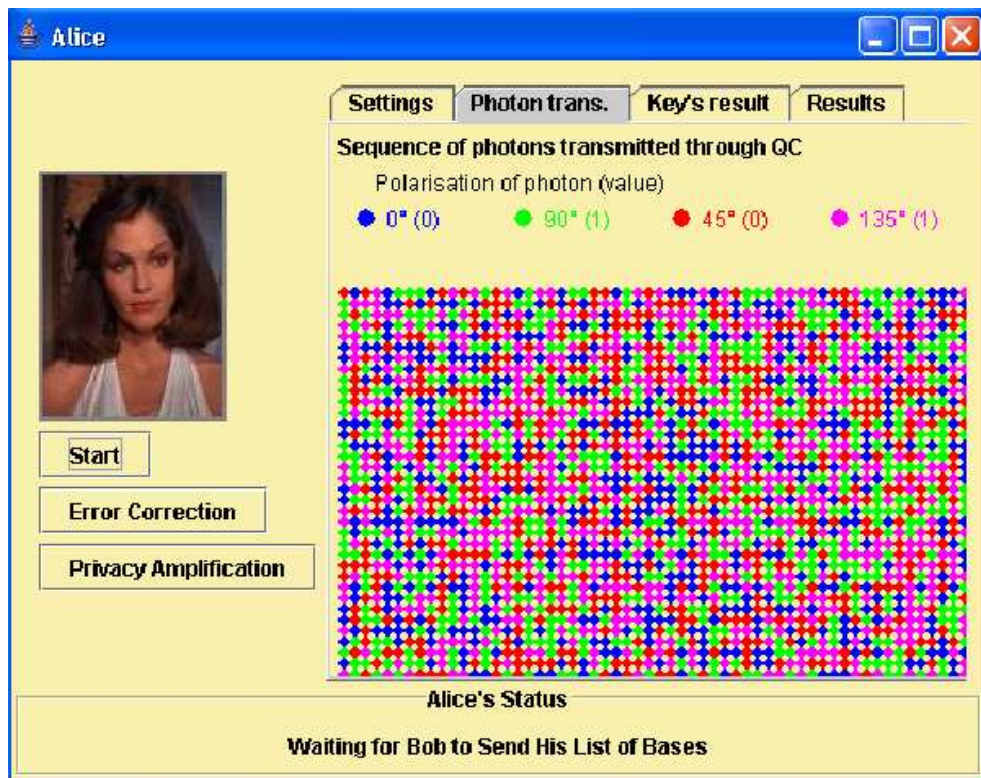 Alice
Settings Photon trans. Key's result Results
Sequence of photons transmitted through QC
Polarisation of photon (value)
0° (0) 90° (1) 45° (0) 135° (1)
Start
Error Correction
Privacy Amplification
Alice's Status
Waiting for Bob to Send His List of Bases